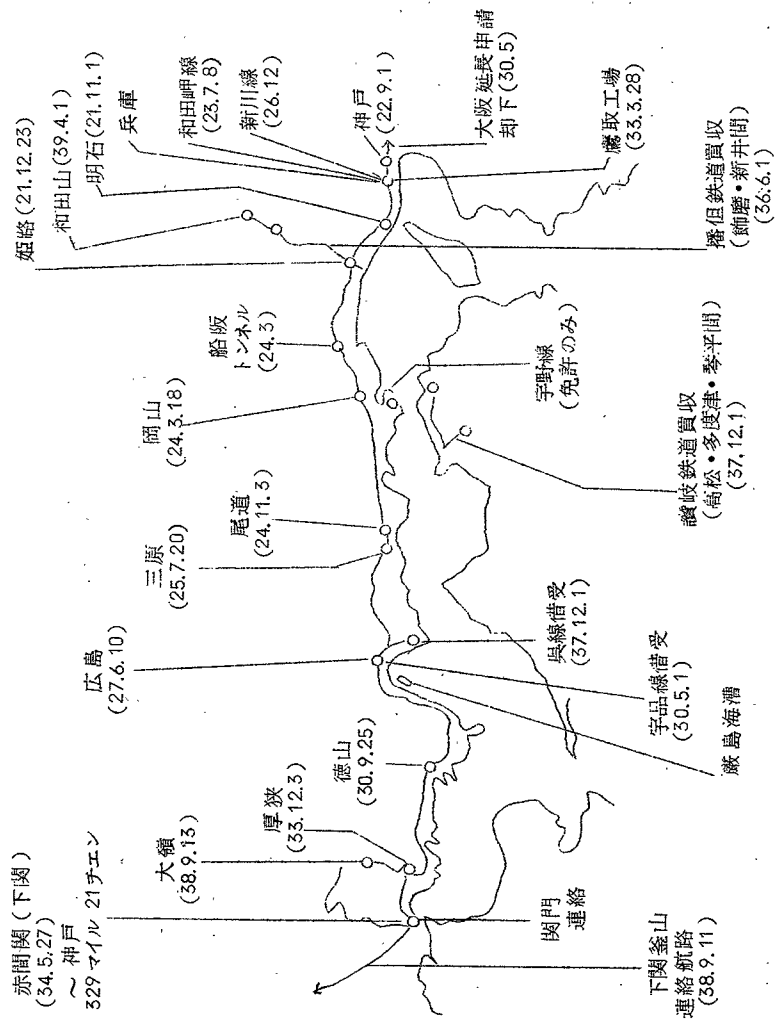 赤間関(下関)
(34.5.27)
～神戸
329マイル 21チエン
大嶺
(38.9.13)
厚狭
(33.12.3)
徳山
(30.9.25)
広島
(27.6.10)
三原
(25.7.20)
尾道
(24.11.3)
岡山
(24.3.18)
船阪
トンネル
(24.3)
姫路(21.12.23)
和田山(39.4.1)
明石(21.11.1)
兵庫
和田岬線
(23.7.8)
新川線
(26.12)
神戸
(22.9.1)
大阪延長申請
却下(30.5)
鷹取工場
(33.3.28)
播但鉄道買収
(飾磨・新井間)
(36.6.1)
宇野線
(免許のみ)
讃岐鉄道買収
(高松・多度津・琴平間)
(37.12.1)
呉線借受
(37.12.1)
宇品線借受
(30.5.1)
厳島海漕
関門
連絡
下関釜山
連絡航路
(38.9.11)